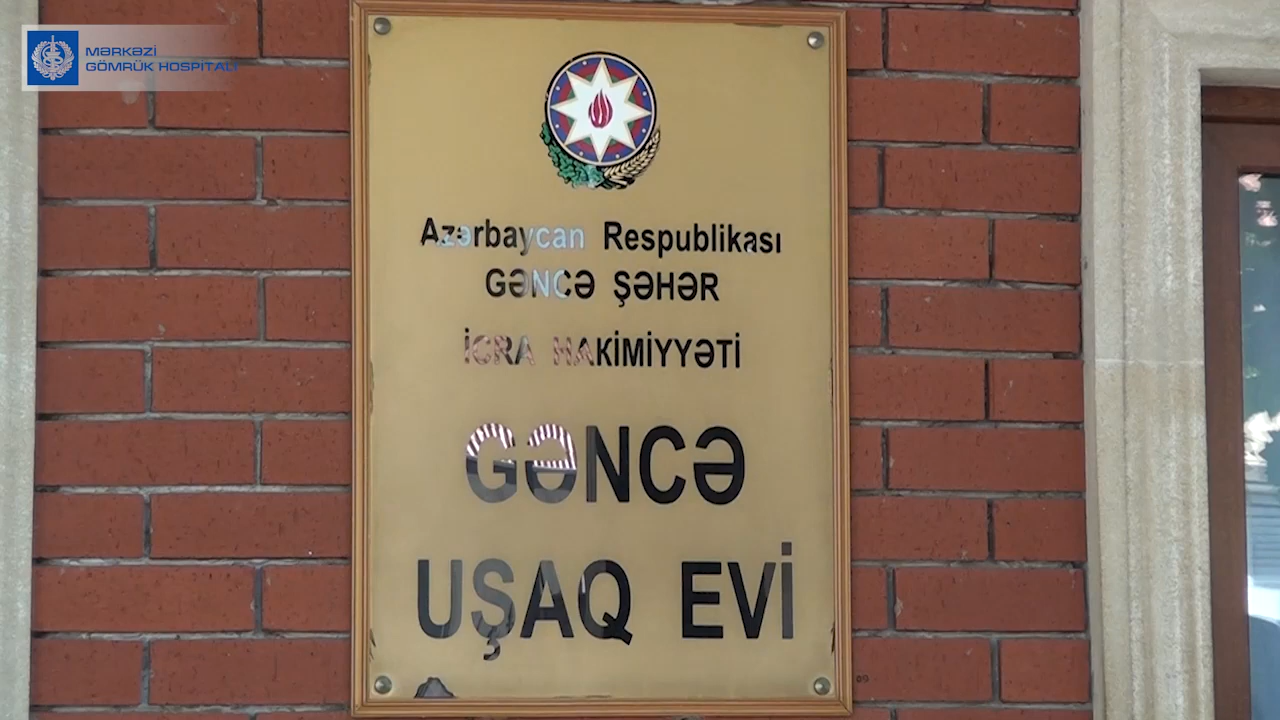 MƏRKƏZİ
GÖMRÜK HOSPİTALI
Azərbaycan Respublikası
GƏNCƏ ŞƏHƏR
İCRA HAKİMİYYƏTİ
GƏNCƏ
UŞAQ EVİ